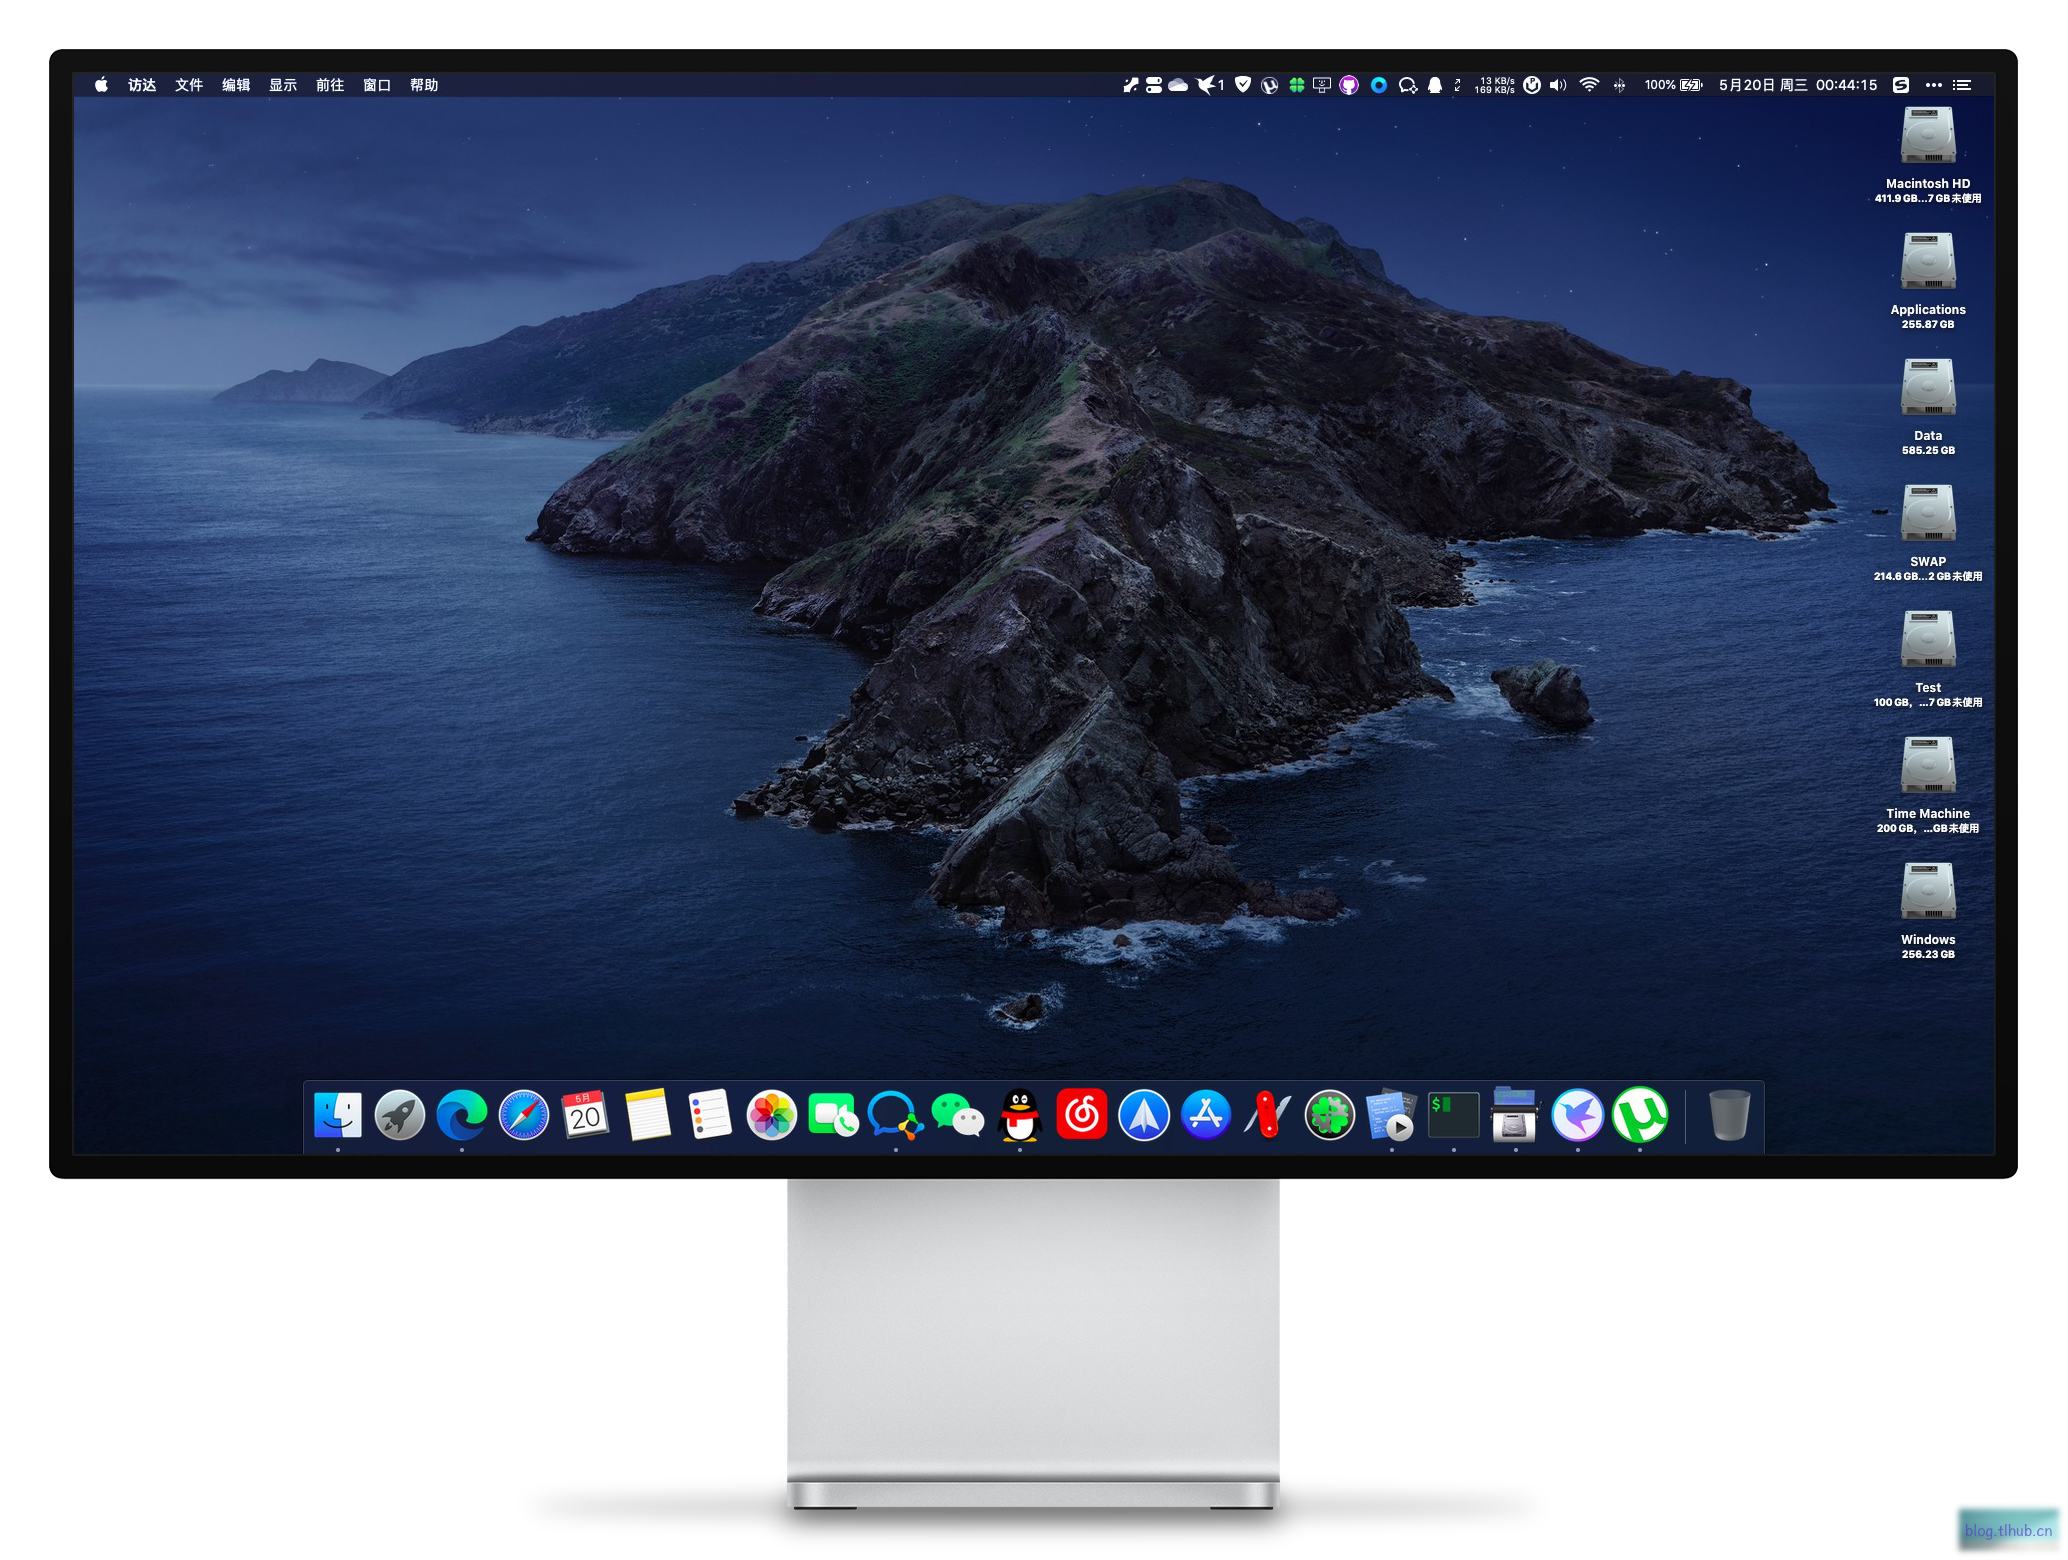 访达 文件 编辑 显示 前往 窗口 帮助 1 13 KB/s 100% 5月20日 周三 00:44:15
169 KB/s
Macintosh HD
411.9 GB...7 GB未使用
Applications
255.87 GB
Data
585.25 GB
SWAP
214.6 GB...2 GB未使用
Test
100 GB，...7 GB未使用
Time Machine
200 GB，...GB未使用
Windows
256.23 GB
5月
20
$
blog.tlhub.cn